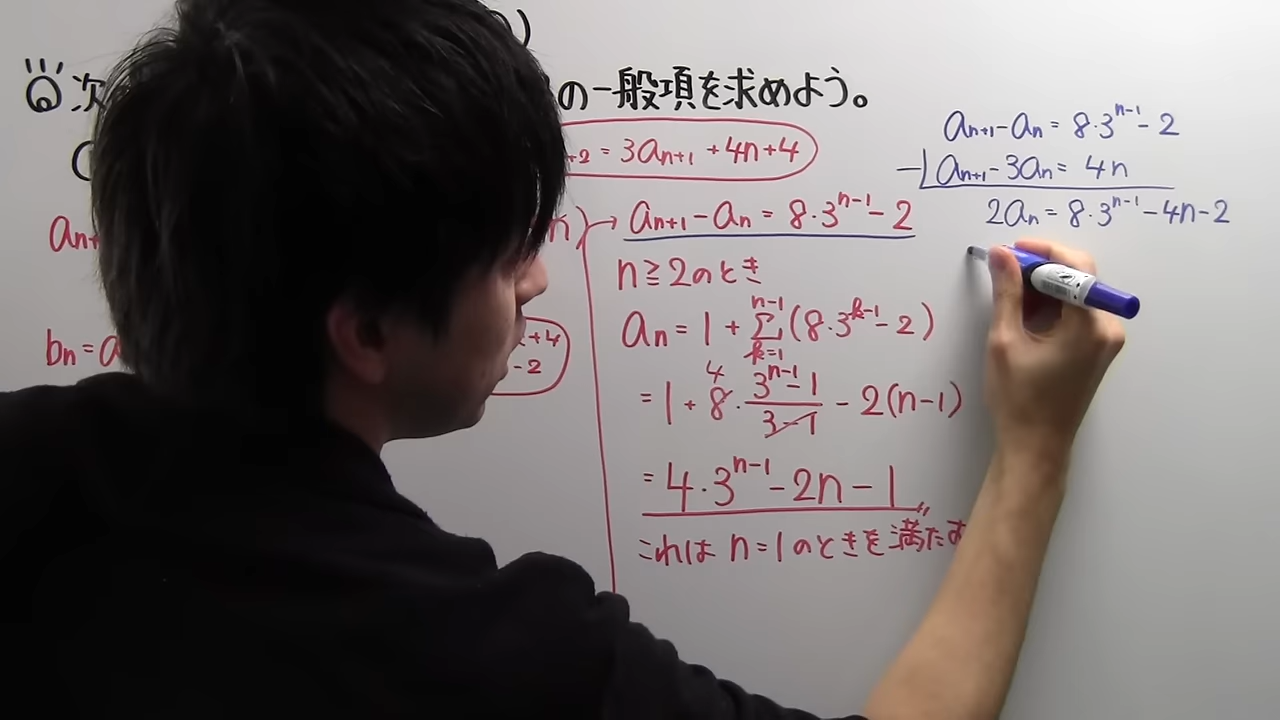 )
次 の一般項を求めよう。
(
+2 = 3an+1 + 4n+4
an+ n)
bn = a
+4
-2
an+1 - an = 8・3^n-1 - 2
n ≧ 2のとき
an = 1 + Σ(8・3^k-1 - 2)
n-1
k=1
= 1 + 8・(3^n-1 - 1)/(3-1) - 2(n-1)
4
= 4・3^n-1 - 2n - 1
これは n=1のときを満たす
an+1 - an = 8・3^n-1 - 2
-) an+1 - 3an = 4n
2an = 8・3^n-1 - 4n - 2